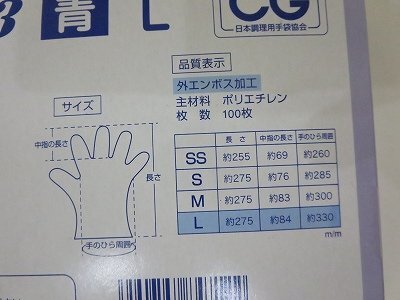 青 L
CG
日本調理用手袋協会
品質表示
外エンボス加工
主材料 ポリエチレン
枚 数 100枚
サイズ
中指の長さ
長さ
手のひら周囲
長 さ 中指の長さ 手のひら周囲
SS 約255 約69 約260
S 約275 約76 約285
M 約275 約83 約300
L 約275 約84 約330
m/m